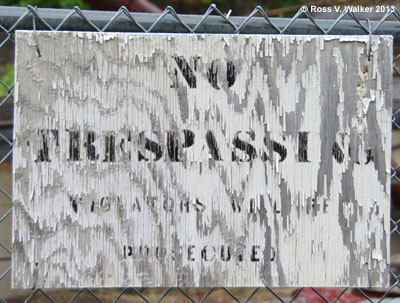 © Ross V. Walker 2013
NO
TRESPASSING
VIOLATORS WILL BE
PROSECUTED